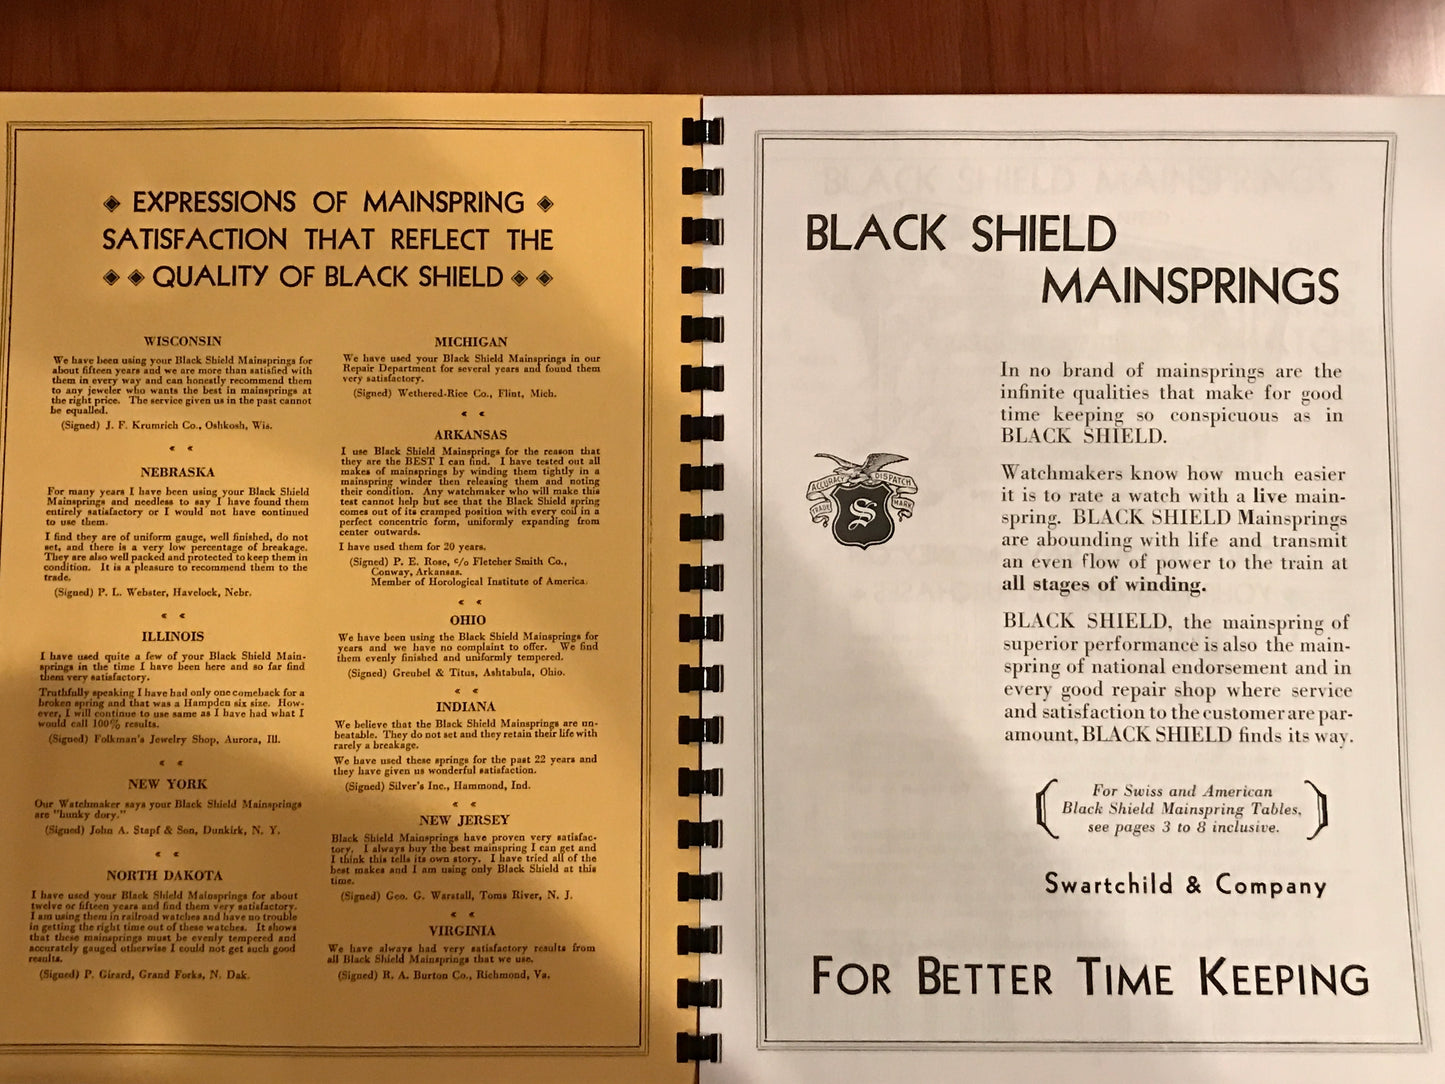 EXPRESSIONS OF MAINSPRING
SATISFACTION THAT REFLECT THE
QUALITY OF BLACK SHIELD
WISCONSIN
We have been using your Black Shield Mainsprings for
about fifteen years and we are more than satisfied with
them in every way and can honestly recommend them
to any jeweler who wants the best in mainsprings at
the right price. The service given us in the past cannot
be equalled.
(Signed) J. F. Krumrich Co., Oshkosh, Wis.
NEBRASKA
For many years I have been using your Black Shield
Mainsprings and needless to say I have found them
entirely satisfactory or I would not have continued
to use them.
I find they are of uniform gauge, well finished, do not
set, and there is a very low percentage of breakage.
They are also well packed and protected to keep them in
condition. It is a pleasure to recommend them to the
trade.
(Signed) P. L. Webster, Havelock, Nebr.
ILLINOIS
I have used quite a few of your Black Shield Main-
springs in the time I have been here and so far find
them very satisfactory.
Truthfully speaking I have had only one comeback for a
broken spring and that was a Hampden six size. How-
ever, I will continue to use same as I have had what I
would call 100% results.
(Signed) Folkman's Jewelry Shop, Aurora, Ill.
NEW YORK
Our Watchmaker says your Black Shield Mainsprings
are "hunky dory."
(Signed) John A. Stapf & Son, Dunkirk, N. Y.
NORTH DAKOTA
I have used your Black Shield Mainsprings for about
twelve or fifteen years and find them very satisfactory.
I am using them in railroad watches and have no trouble
in getting the right time out of these watches. It shows
that these mainsprings must be evenly tempered and
accurately gauged otherwise I could not get such good
results.
(Signed) P. Girard, Grand Forks, N. Dak.
MICHIGAN
We have used your Black Shield Mainsprings in our
Repair Department for several years and found them
very satisfactory.
(Signed) Wethered-Rice Co., Flint, Mich.
ARKANSAS
I use Black Shield Mainsprings for the reason that
they are the BEST I can find. I have tested out all
makes of mainsprings by winding them tightly in a
mainspring winder then releasing them and noting
their condition. Any watchmaker who will make this
test cannot help but see that the Black Shield spring
comes out of its cramped position with every coil in a
perfect concentric form, uniformly expanding from
center outwards.
I have used them for 20 years.
(Signed) P. E. Rose, c/o Fletcher Smith Co.,
Conway, Arkansas.
Member of Horological Institute of America.
OHIO
We have been using the Black Shield Mainsprings for
years and we have no complaint to offer. We find
them evenly finished and uniformly tempered.
(Signed) Greubel & Titus, Ashtabula, Ohio.
INDIANA
We believe that the Black Shield Mainsprings are un-
beatable. They do not set and they retain their life with
rarely a breakage.
We have used these springs for the past 22 years and
they have given us wonderful satisfaction.
(Signed) Silver's Inc., Hammond, Ind.
NEW JERSEY
Black Shield Mainsprings have proven very satisfac-
tory. I always buy the best mainspring I can get and
I think this tells its own story. I have tried all of the
best makes and I am using only Black Shield at this
time.
(Signed) Geo. G. Warstall, Toms River, N. J.
VIRGINIA
We have always had very satisfactory results from
all Black Shield Mainsprings that we use.
(Signed) R. A. Burton Co., Richmond, Va.
BLACK SHIELD
MAINSPRINGS
In no brand of mainsprings are the
infinite qualities that make for good
time keeping so conspicuous as in
BLACK SHIELD.
ACCURACY DISPATCH
TRADE MARK
S
Watchmakers know how much easier
it is to rate a watch with a live main-
spring. BLACK SHIELD Mainsprings
are abounding with life and transmit
an even flow of power to the train at
all stages of winding.
BLACK SHIELD, the mainspring of
superior performance is also the main-
spring of national endorsement and in
every good repair shop where service
and satisfaction to the customer are par-
amount, BLACK SHIELD finds its way.
For Swiss and American
Black Shield Mainspring Tables,
see pages 3 to 8 inclusive.
Swartchild & Company
FOR BETTER TIME KEEPING